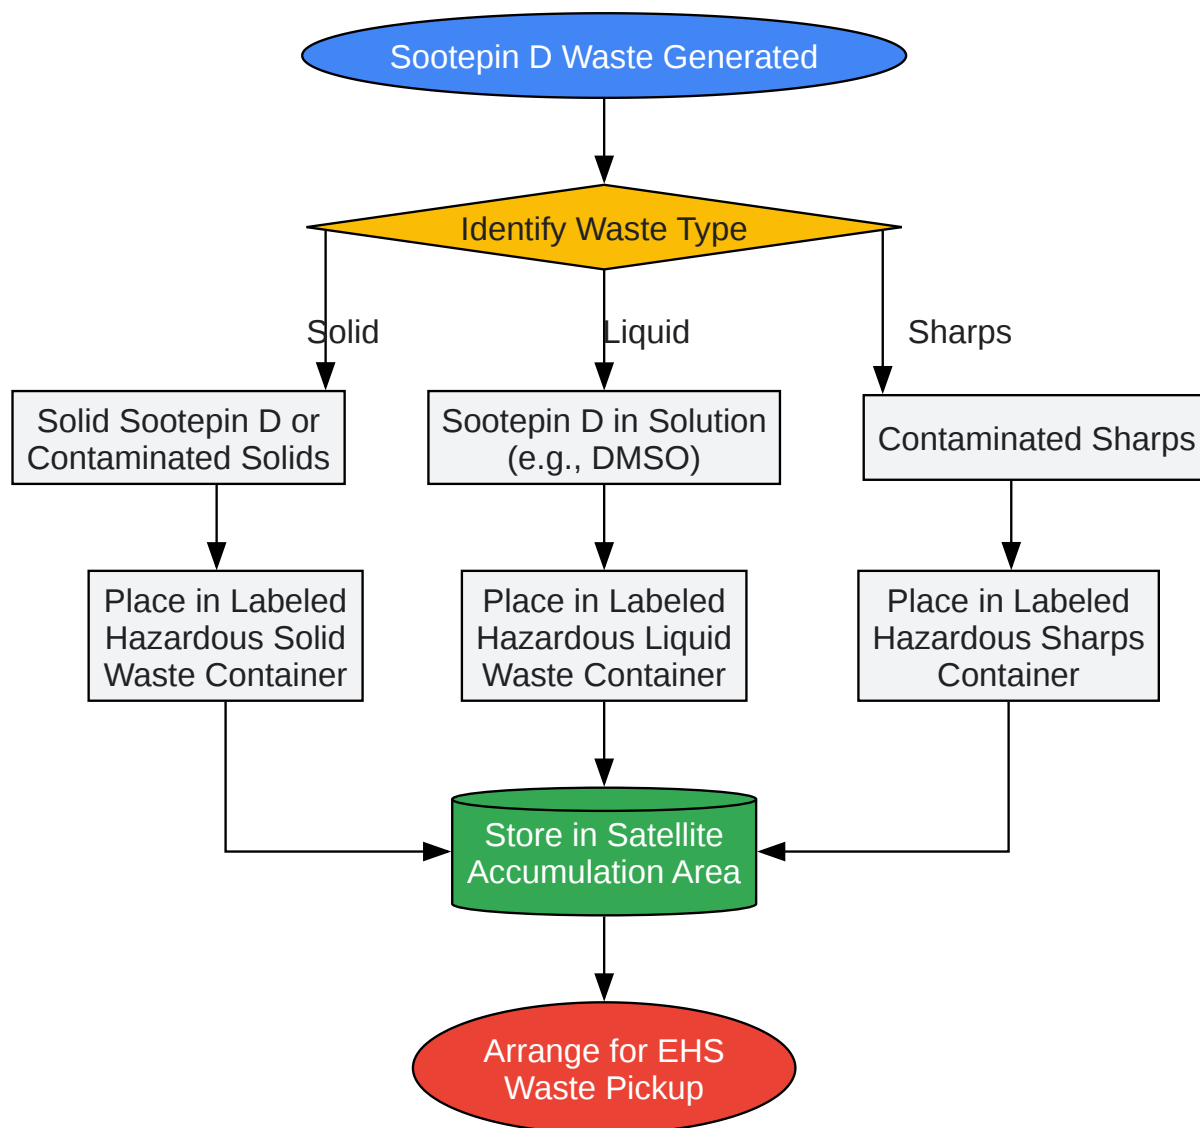 Sootepin D Waste Generated
Identify Waste Type
Solid
Liquid
Sharps
Solid Sootepin D or
Contaminated Solids
Sootepin D in Solution
(e.g., DMSO)
Contaminated Sharps
Place in Labeled
Hazardous Solid
Waste Container
Place in Labeled
Hazardous Liquid
Waste Container
Place in Labeled
Hazardous Sharps
Container
Store in Satellite
Accumulation Area
Arrange for EHS
Waste Pickup